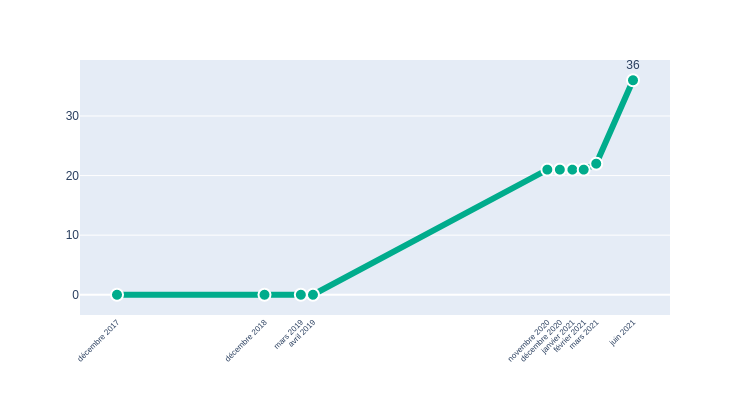 36
30
20
10
0
décembre 2017
décembre 2018
mars 2019
avril 2019
novembre 2020
décembre 2020
janvier 2021
février 2021
mars 2021
juin 2021